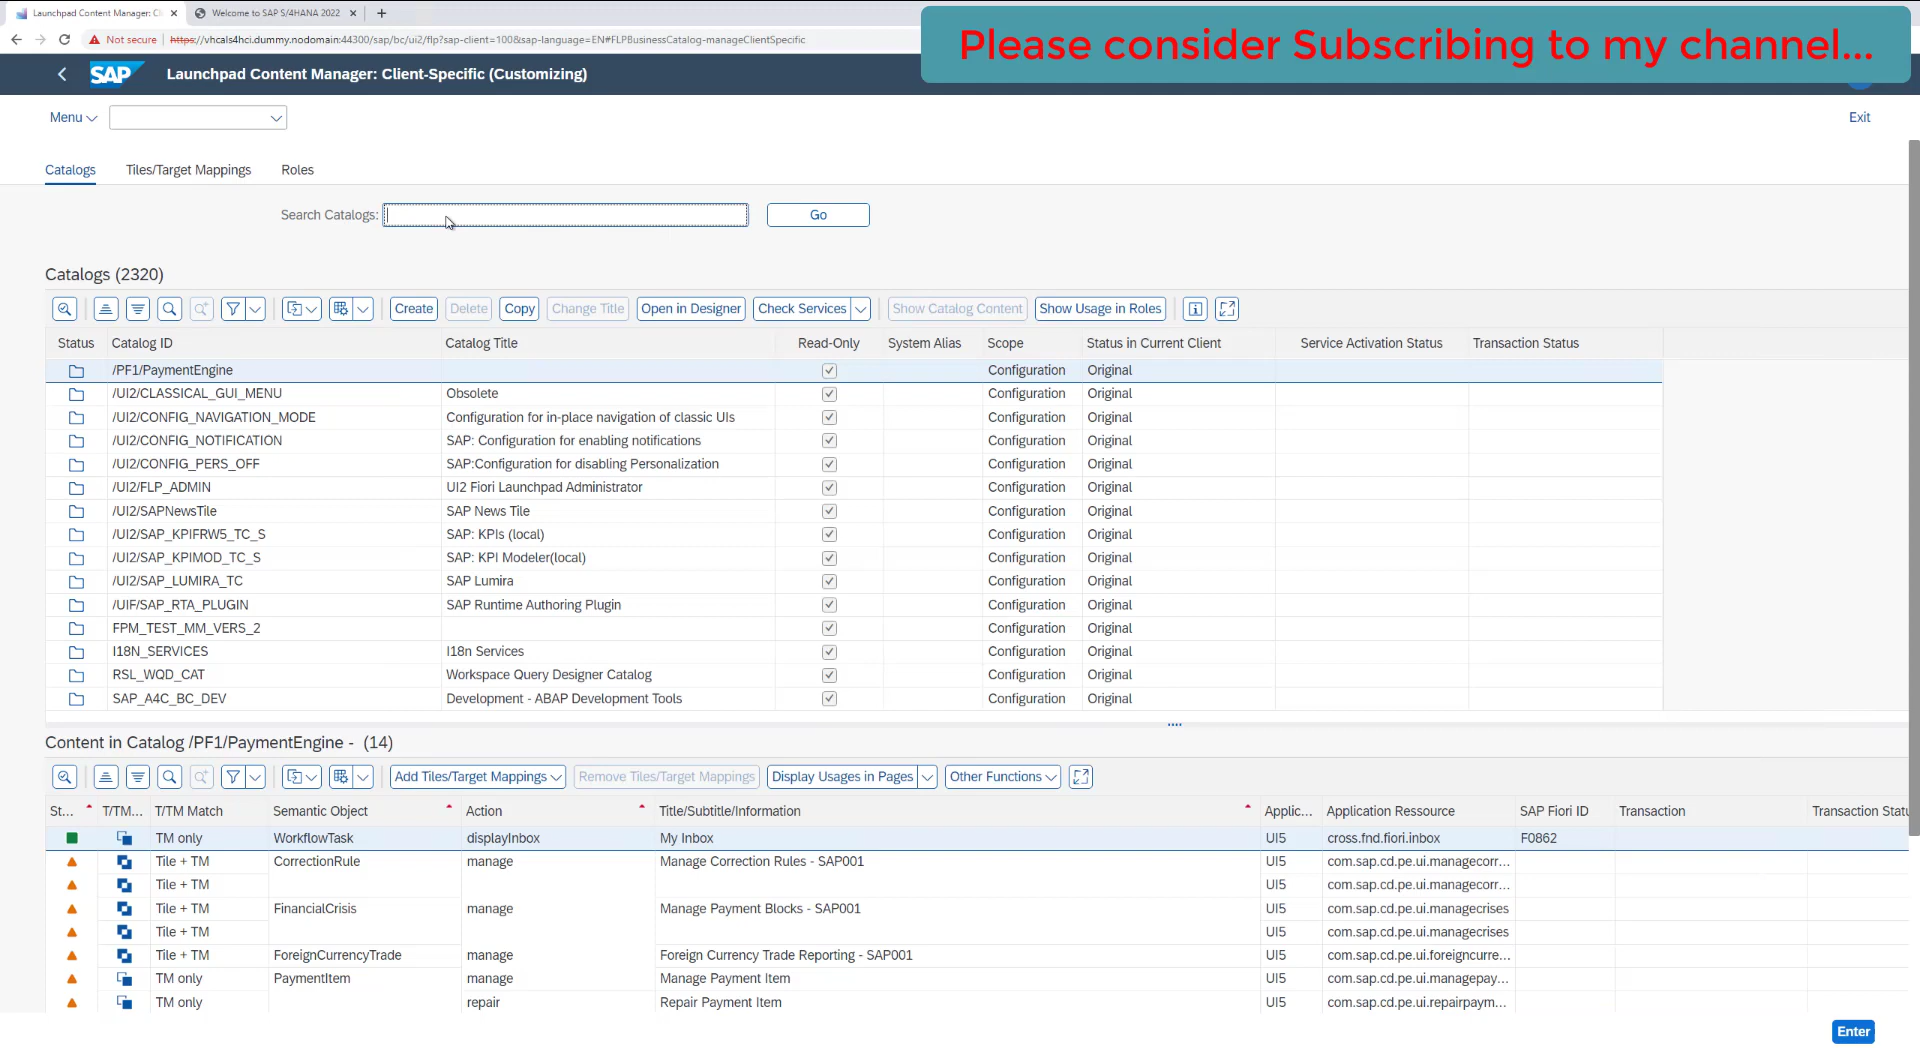 Launchpad Content Manager: Cli
Welcome to SAP S/4HANA 2022
Not secure https://vhcals4hci.dummy.nodomain:44300/sap/bc/ui2/flp?sap-client=100&sap-language=EN#FLPBusinessCatalog-manageClientSpecific
Please consider Subscribing to my channel...
SAP Launchpad Content Manager: Client-Specific (Customizing)
Menu Exit
Catalogs Tiles/Target Mappings Roles
Search Catalogs: Go
Catalogs (2320)
Create Delete Copy Change Title Open in Designer Check Services Show Catalog Content Show Usage in Roles
Status Catalog ID Catalog Title Read-Only System Alias Scope Status in Current Client Service Activation Status Transaction Status
/PF1/PaymentEngine Configuration Original
/UI2/CLASSICAL_GUI_MENU Obsolete Configuration Original
/UI2/CONFIG_NAVIGATION_MODE Configuration for in-place navigation of classic UIs Configuration Original
/UI2/CONFIG_NOTIFICATION SAP: Configuration for enabling notifications Configuration Original
/UI2/CONFIG_PERS_OFF SAP:Configuration for disabling Personalization Configuration Original
/UI2/FLP_ADMIN UI2 Fiori Launchpad Administrator Configuration Original
/UI2/SAPNewsTile SAP News Tile Configuration Original
/UI2/SAP_KPIFRW5_TC_S SAP: KPIs (local) Configuration Original
/UI2/SAP_KPIMOD_TC_S SAP: KPI Modeler(local) Configuration Original
/UI2/SAP_LUMIRA_TC SAP Lumira Configuration Original
/UIF/SAP_RTA_PLUGIN SAP Runtime Authoring Plugin Configuration Original
FPM_TEST_MM_VERS_2 Configuration Original
I18N_SERVICES I18n Services Configuration Original
RSL_WQD_CAT Workspace Query Designer Catalog Configuration Original
SAP_A4C_BC_DEV Development - ABAP Development Tools Configuration Original
Content in Catalog /PF1/PaymentEngine - (14)
Add Tiles/Target Mappings Remove Tiles/Target Mappings Display Usages in Pages Other Functions
St... T/TM... T/TM Match Semantic Object Action Title/Subtitle/Information Applic... Application Ressource SAP Fiori ID Transaction Transaction Statu
TM only WorkflowTask displayInbox My Inbox UI5 cross.fnd.fiori.inbox F0862
Tile + TM CorrectionRule manage Manage Correction Rules - SAP001 UI5 com.sap.cd.pe.ui.managecorr...
Tile + TM UI5 com.sap.cd.pe.ui.managecorr...
Tile + TM FinancialCrisis manage Manage Payment Blocks - SAP001 UI5 com.sap.cd.pe.ui.managecrises
Tile + TM UI5 com.sap.cd.pe.ui.managecrises
Tile + TM ForeignCurrencyTrade manage Foreign Currency Trade Reporting - SAP001 UI5 com.sap.cd.pe.ui.foreigncurre...
TM only PaymentItem manage Manage Payment Item UI5 com.sap.cd.pe.ui.managepay...
TM only repair Repair Payment Item UI5 com.sap.cd.pe.ui.repairpaym...
Enter